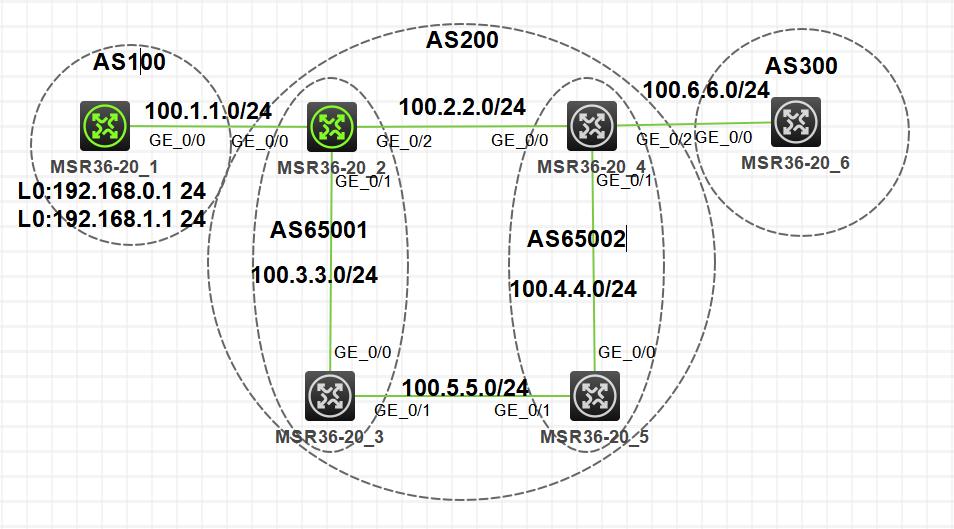 AS200
AS100
AS300
100.1.1.0/24
100.2.2.0/24
100.6.6.0/24
GE_0/0
GE_0/0
GE_0/2
GE_0/0
GE_0/2
GE_0/0
MSR36-20_1
MSR36-20_2
MSR36-20_4
MSR36-20_6
GE_0/1
GE_0/1
L0:192.168.0.1 24
L0:192.168.1.1 24
AS65001
AS65002
100.3.3.0/24
100.4.4.0/24
GE_0/0
GE_0/0
100.5.5.0/24
GE_0/1
GE_0/1
MSR36-20_3
MSR36-20_5